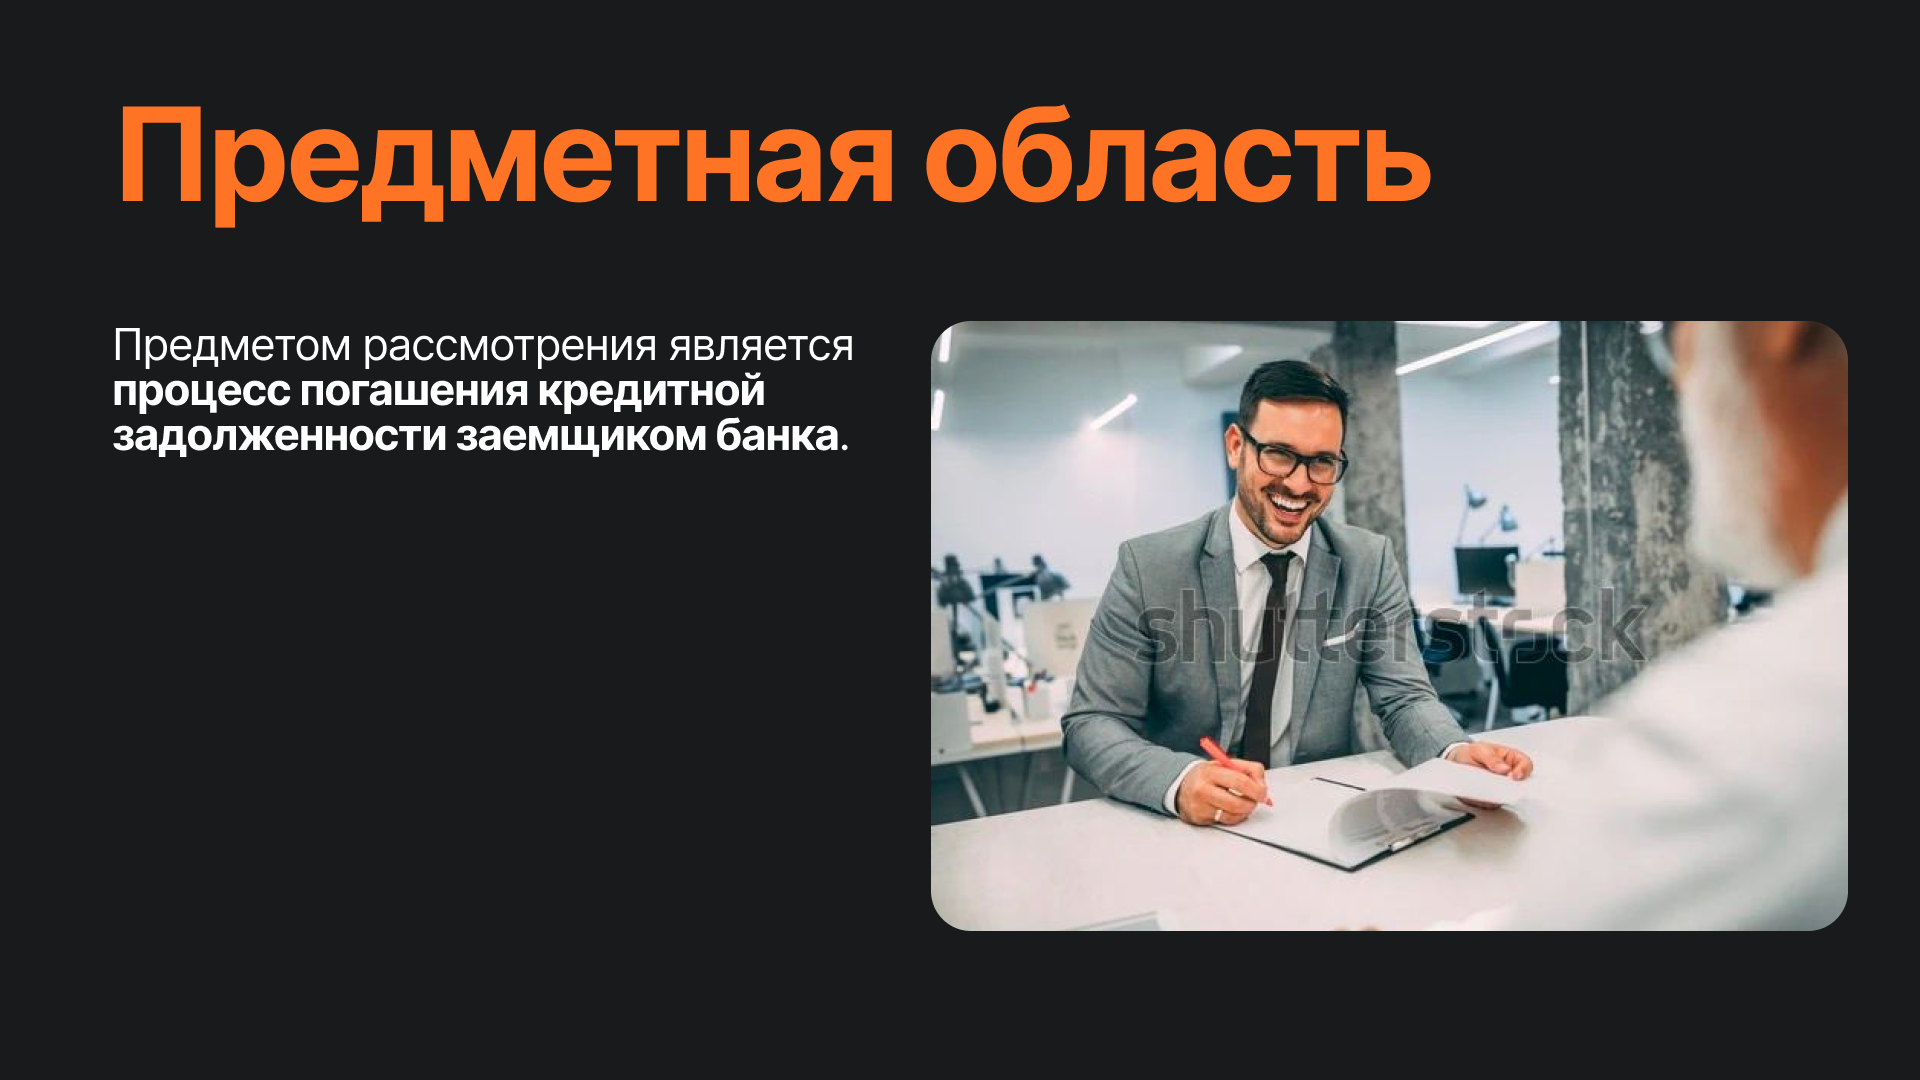 Предметная область
Предметом рассмотрения является
процесс погашения кредитной
задолженности заемщиком банка.
shutterstock